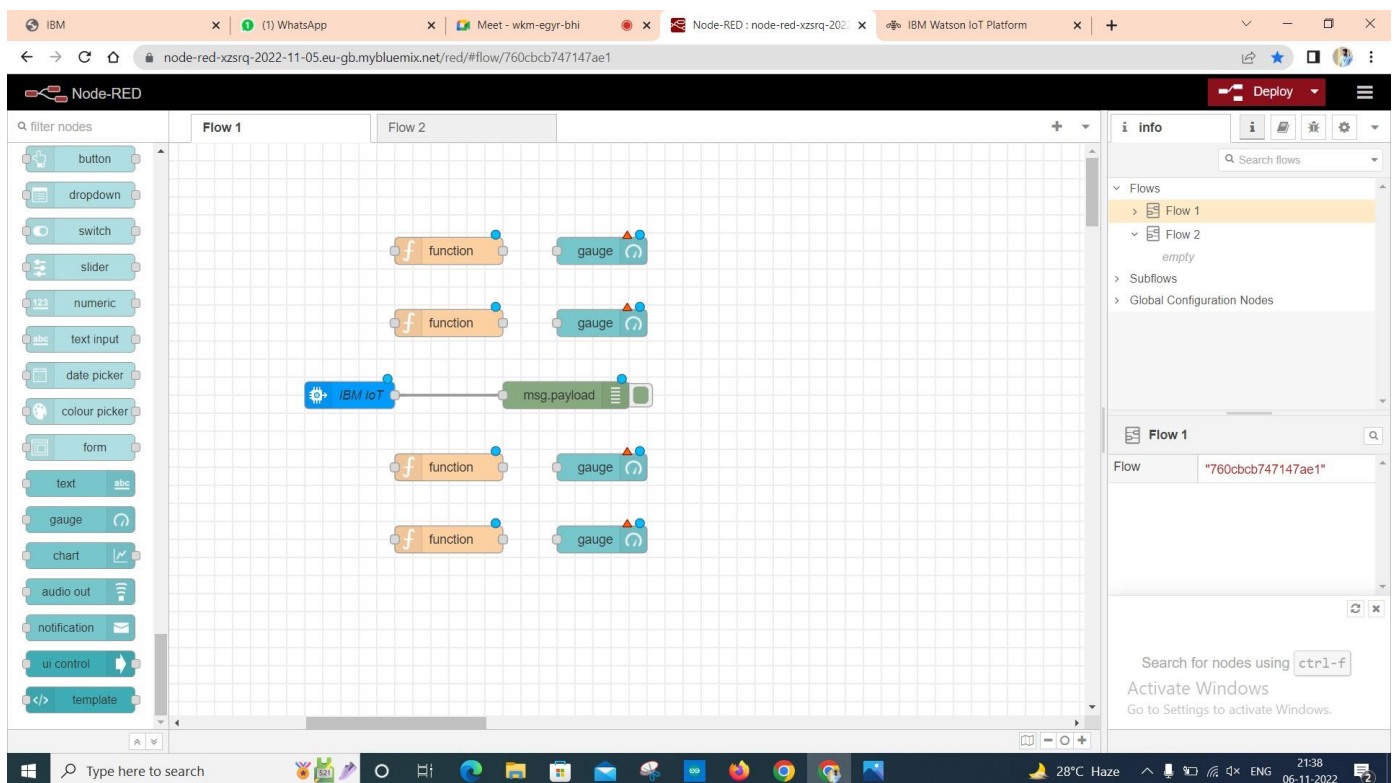 IBM
(1) WhatsApp
Meet - wkm-egyr-bhi
Node-RED : node-red-xzsrq-202
IBM Watson IoT Platform
node-red-xzsrq-2022-11-05.eu-gb.mybluemix.net/red/#flow/760cbcb747147ae1
Node-RED
Deploy
filter nodes
button
dropdown
switch
slider
123 numeric
abc text input
date picker
colour picker
form
text abc
gauge
chart
audio out
notification
ui control
</> template
Flow 1
Flow 2
f function
gauge
f function
gauge
IBM IoT
msg.payload
f function
gauge
f function
gauge
i info
i
Search flows
Flows
Flow 1
Flow 2
empty
Subflows
Global Configuration Nodes
Flow 1
Flow
"760cbcb747147ae1"
Search for nodes using ctrl-f
Activate Windows
Go to Settings to activate Windows.
Type here to search
28°C Haze
ENG
21:38
06-11-2022
2